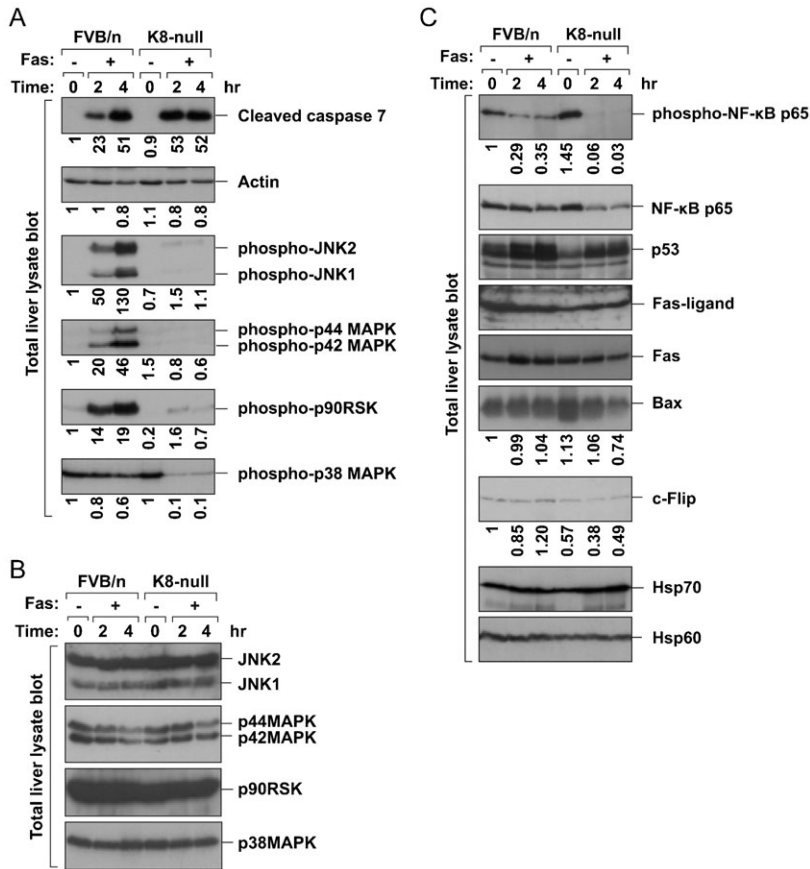 A
FVB/n K8-null
Fas: - + - +
Time: 0 2 4 0 2 4 hr
Total liver lysate blot
Cleaved caspase 7
1 23 51 0.9 53 52
Actin
1 1 0.8 1.1 0.8 0.8
phospho-JNK2
phospho-JNK1
1 50 130 0.7 1.5 1.1
phospho-p44 MAPK
phospho-p42 MAPK
1 20 46 1.5 0.8 0.6
phospho-p90RSK
1 14 19 0.2 1.6 0.7
phospho-p38 MAPK
1 0.8 0.6 1 0.1 0.1
B
FVB/n K8-null
Fas: - + - +
Time: 0 2 4 0 2 4 hr
Total liver lysate blot
JNK2
JNK1
p44MAPK
p42MAPK
p90RSK
p38MAPK
C
FVB/n K8-null
Fas: - + - +
Time: 0 2 4 0 2 4 hr
Total liver lysate blot
phospho-NF-κB p65
1 0.29 0.35 1.45 0.06 0.03
NF-κB p65
p53
Fas-ligand
Fas
Bax
1 0.99 1.04 1.13 1.06 0.74
c-Flip
1 0.85 1.20 0.57 0.38 0.49
Hsp70
Hsp60